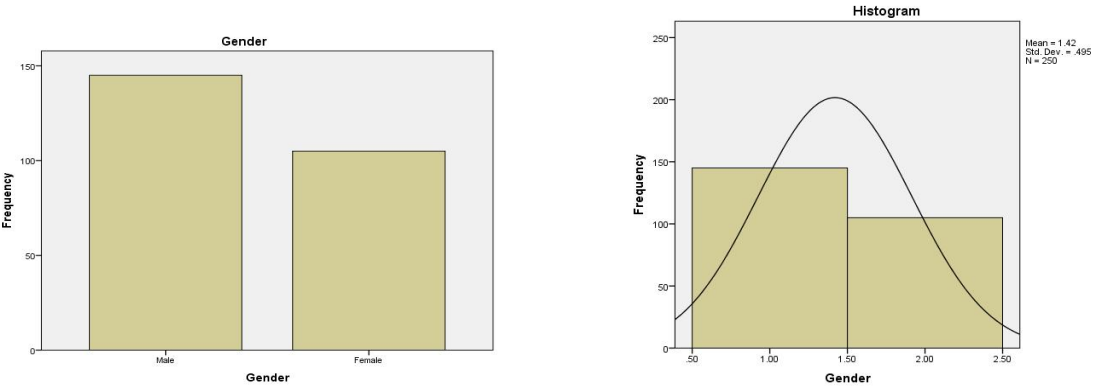 Gender
Frequency
150
100
50
0
Male Female
Gender
Histogram
Mean = 1.42
Std. Dev. = .495
N = 250
Frequency
250
200
150
100
50
0
.50 1.00 1.50 2.00 2.50
Gender